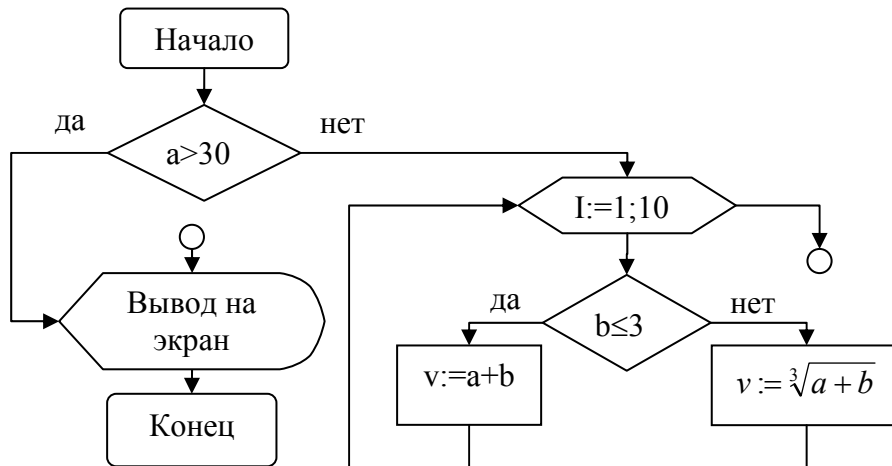 Начало
да
нет
a>30
I:=1;10
Вывод на
экран
да
нет
b≤3
v:=a+b
v := ∛(a + b)
Конец